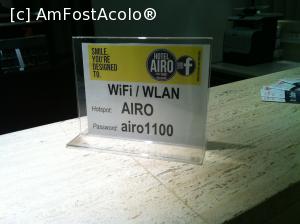 [c] AmFostAcolo®
SMILE.
YOU'RE
DESIGNED
TO.
HOTEL
AIRO
f
WiFi / WLAN
Hotspot: AIRO
Password: airo1100